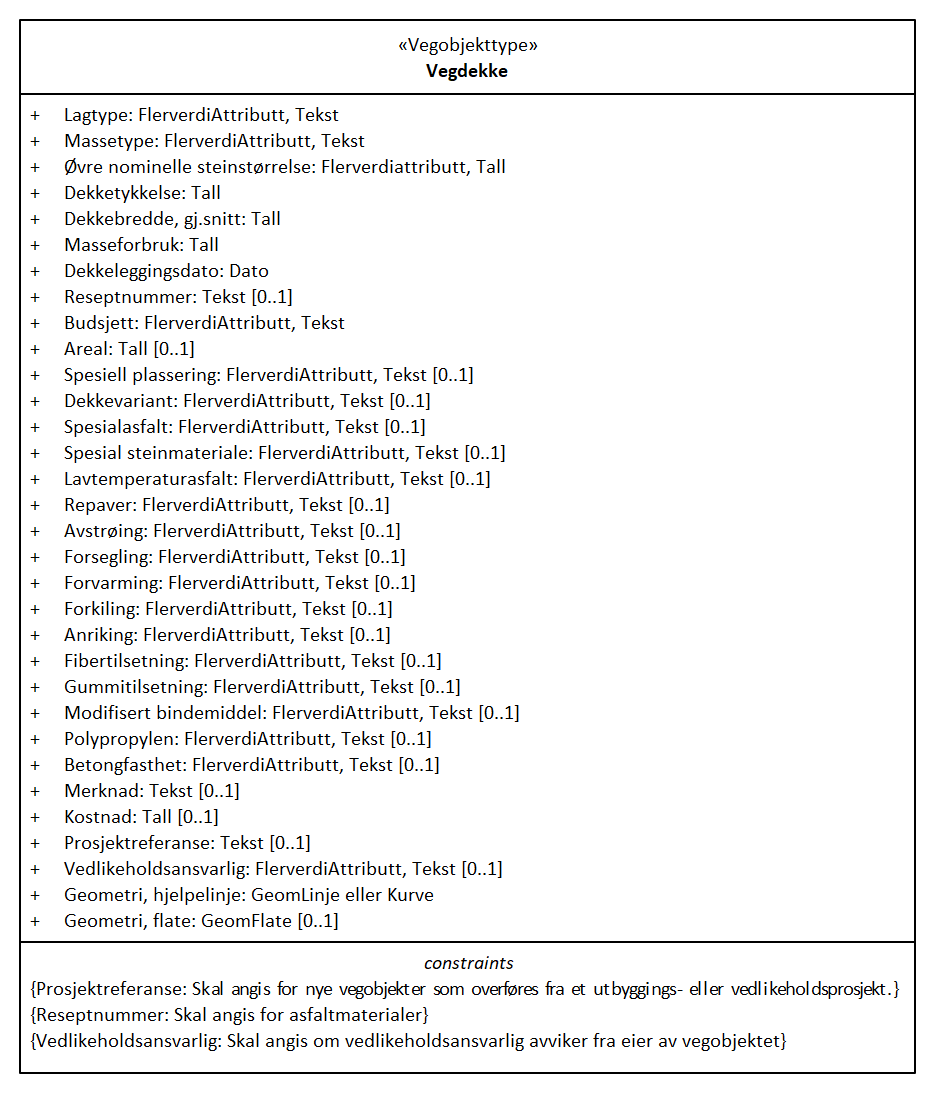 «Vegobjekttype»
Vegdekke
+ Lagtype: FlerverdiAttributt, Tekst
+ Massetype: FlerverdiAttributt, Tekst
+ Øvre nominelle steinstørrelse: Flerverdiattributt, Tall
+ Dekketykkelse: Tall
+ Dekkebredde, gj.snitt: Tall
+ Masseforbruk: Tall
+ Dekkeleggingsdato: Dato
+ Reseptnummer: Tekst [0..1]
+ Budsjett: FlerverdiAttributt, Tekst
+ Areal: Tall [0..1]
+ Spesiell plassering: FlerverdiAttributt, Tekst [0..1]
+ Dekkevariant: FlerverdiAttributt, Tekst [0..1]
+ Spesialasfalt: FlerverdiAttributt, Tekst [0..1]
+ Spesial steinmateriale: FlerverdiAttributt, Tekst [0..1]
+ Lavtemperaturasfalt: FlerverdiAttributt, Tekst [0..1]
+ Repaver: FlerverdiAttributt, Tekst [0..1]
+ Avstrøing: FlerverdiAttributt, Tekst [0..1]
+ Forsegling: FlerverdiAttributt, Tekst [0..1]
+ Forvarming: FlerverdiAttributt, Tekst [0..1]
+ Forkiling: FlerverdiAttributt, Tekst [0..1]
+ Anriking: FlerverdiAttributt, Tekst [0..1]
+ Fibertilsetning: FlerverdiAttributt, Tekst [0..1]
+ Gummitilsetning: FlerverdiAttributt, Tekst [0..1]
+ Modifisert bindemiddel: FlerverdiAttributt, Tekst [0..1]
+ Polypropylen: FlerverdiAttributt, Tekst [0..1]
+ Betongfasthet: FlerverdiAttributt, Tekst [0..1]
+ Merknad: Tekst [0..1]
+ Kostnad: Tall [0..1]
+ Prosjektreferanse: Tekst [0..1]
+ Vedlikeholdsansvarlig: FlerverdiAttributt, Tekst [0..1]
+ Geometri, hjelpelinje: GeomLinje eller Kurve
+ Geometri, flate: GeomFlate [0..1]
constraints
{Prosjektreferanse: Skal angis for nye vegobjekter som overføres fra et utbyggings- eller vedlikeholdsprosjekt.}
{Reseptnummer: Skal angis for asfaltmaterialer}
{Vedlikeholdsansvarlig: Skal angis om vedlikeholdsansvarlig avviker fra eier av vegobjektet}